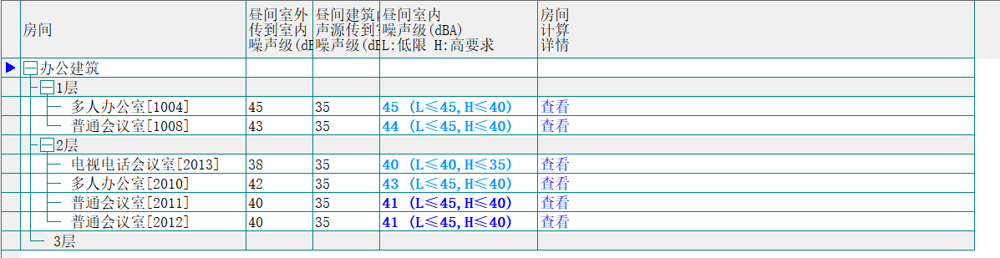 房间
昼间室外
传到室内
噪声级(dB
昼间建筑内
声源传到室
噪声级(dB
昼间室内
噪声级(dBA)
L:低限 H:高要求
房间
计算
详情
办公建筑
1层
多人办公室[1004] 45 35 45 (L≤45,H≤40) 查看
普通会议室[1008] 43 35 44 (L≤45,H≤40) 查看
2层
电视电话会议室[2013] 38 35 40 (L≤40,H≤35) 查看
多人办公室[2010] 42 35 43 (L≤45,H≤40) 查看
普通会议室[2011] 40 35 41 (L≤45,H≤40) 查看
普通会议室[2012] 40 35 41 (L≤45,H≤40) 查看
3层